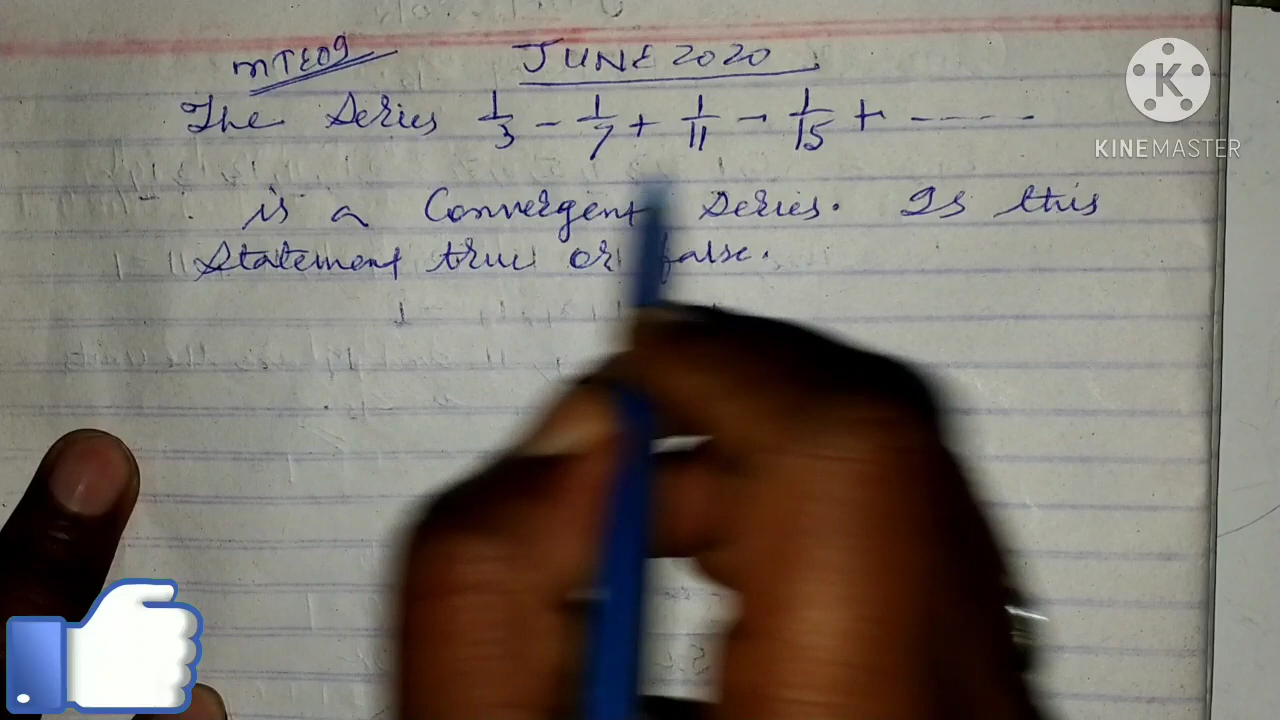 MTE09 JUNE 2020
The Series 1/3 - 1/7 + 1/11 - 1/15 + -----
is a Convergent Series. Is this
Statement true or false.
K
KINEMASTER